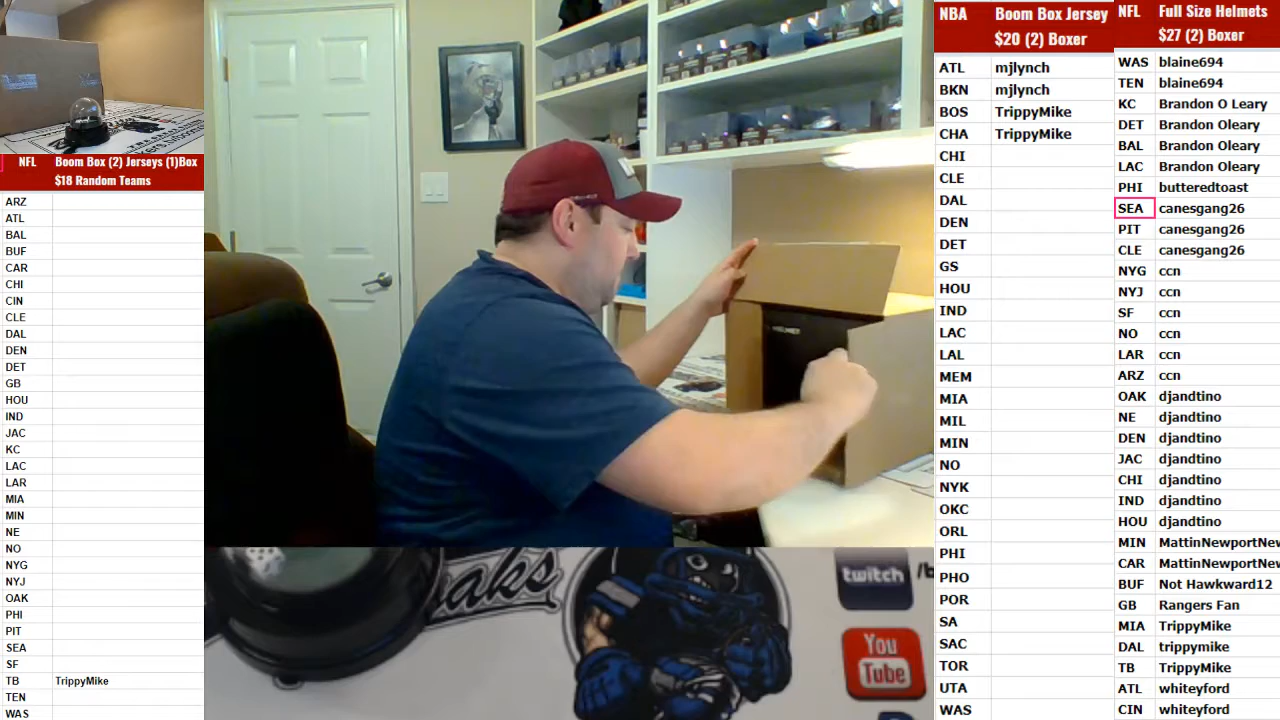 NFL Boom Box (2) Jerseys (1)Box
$18 Random Teams
ARZ
ATL
BAL
BUF
CAR
CHI
CIN
CLE
DAL
DEN
DET
GB
HOU
IND
JAC
KC
LAC
LAR
MIA
MIN
NE
NO
NYG
NYJ
OAK
PHI
PIT
SEA
SF
TB TrippyMike
TEN
WAS
twitch /b
You
Tube
eaks
NBA Boom Box Jersey
$20 (2) Boxer
ATL mjlynch
BKN mjlynch
BOS TrippyMike
CHA TrippyMike
CHI
CLE
DAL
DEN
DET
GS
HOU
IND
LAC
LAL
MEM
MIA
MIL
MIN
NO
NYK
OKC
ORL
PHI
PHO
POR
SA
SAC
TOR
UTA
WAS
NFL Full Size Helmets
$27 (2) Boxer
WAS blaine694
TEN blaine694
KC Brandon O Leary
DET Brandon Oleary
BAL Brandon Oleary
LAC Brandon Oleary
PHI butteredtoast
SEA canesgang26
PIT canesgang26
CLE canesgang26
NYG ccn
NYJ ccn
SF ccn
NO ccn
LAR ccn
ARZ ccn
OAK djandtino
NE djandtino
DEN djandtino
JAC djandtino
CHI djandtino
IND djandtino
HOU djandtino
MIN MattinNewportNew
CAR MattinNewportNew
BUF Not Hawkward12
GB Rangers Fan
MIA TrippyMike
DAL trippymike
TB TrippyMike
ATL whiteyford
CIN whiteyford